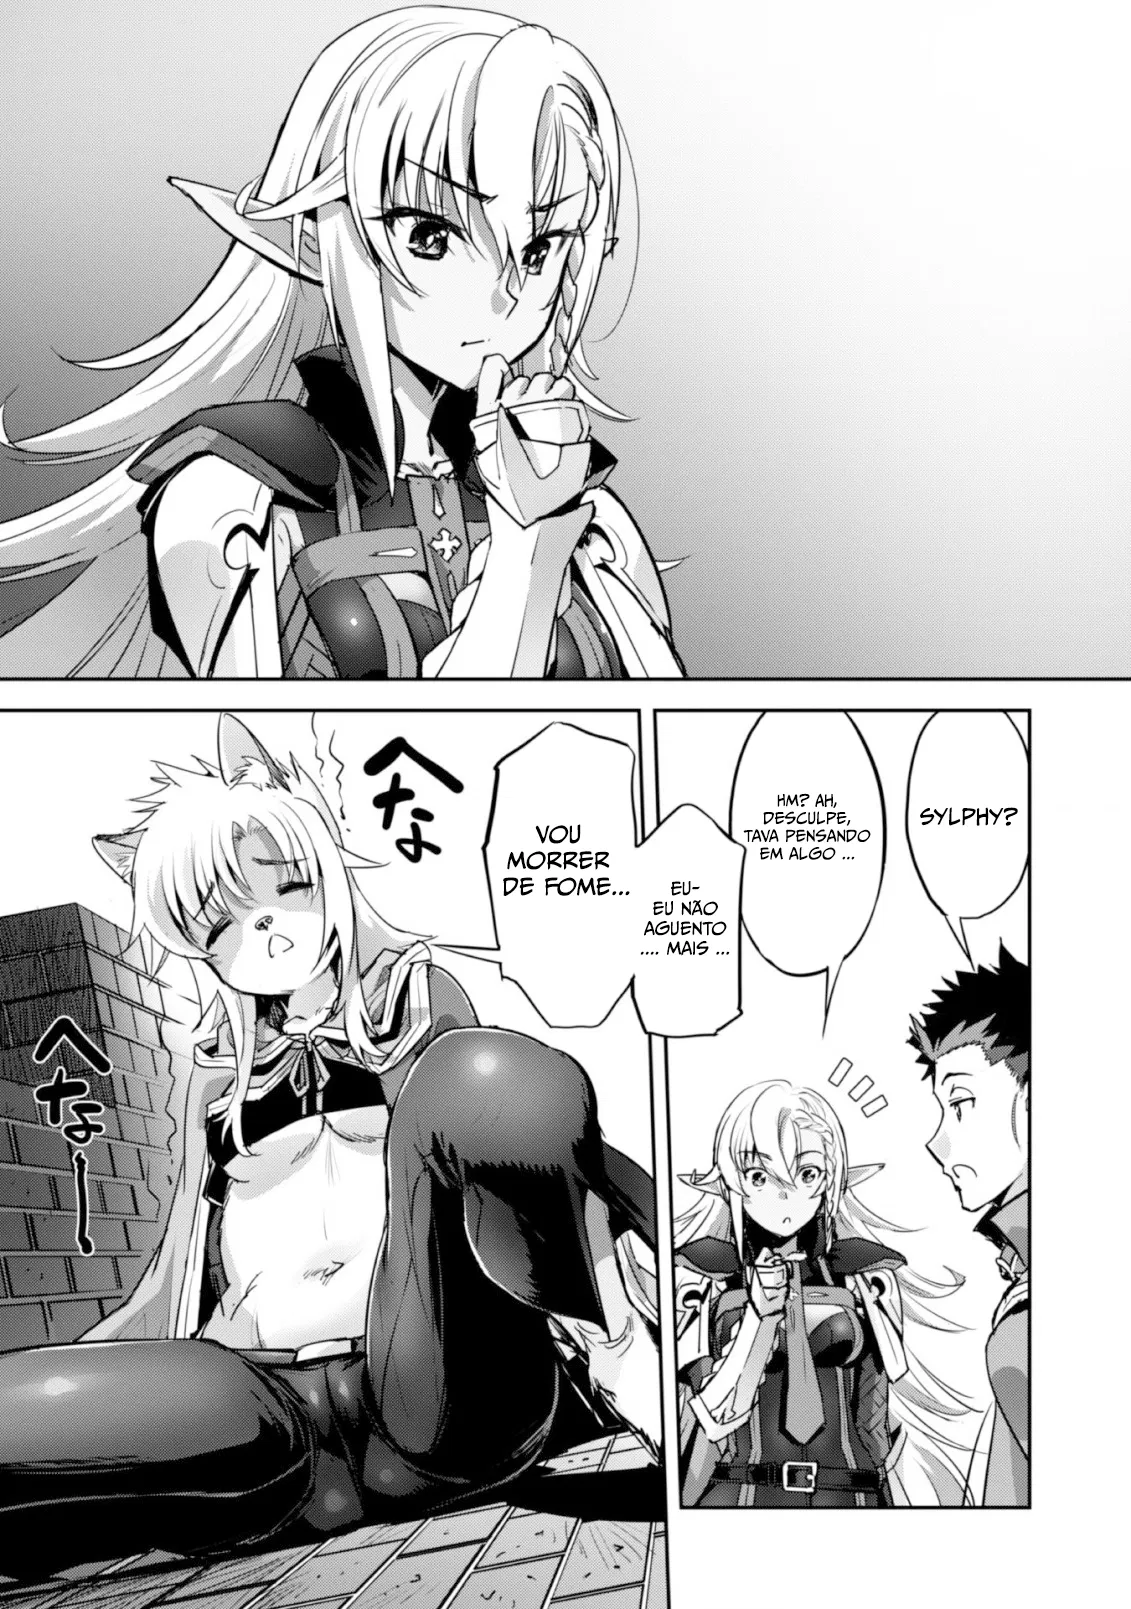 SYLPHY?
HM? AH,
DESCULPE,
TAVA PENSANDO
EM ALGO ...
EU-
EU NÃO
AGUENTO
.... MAIS ...
VOU
MORRER
DE FOME...
へな
へなー